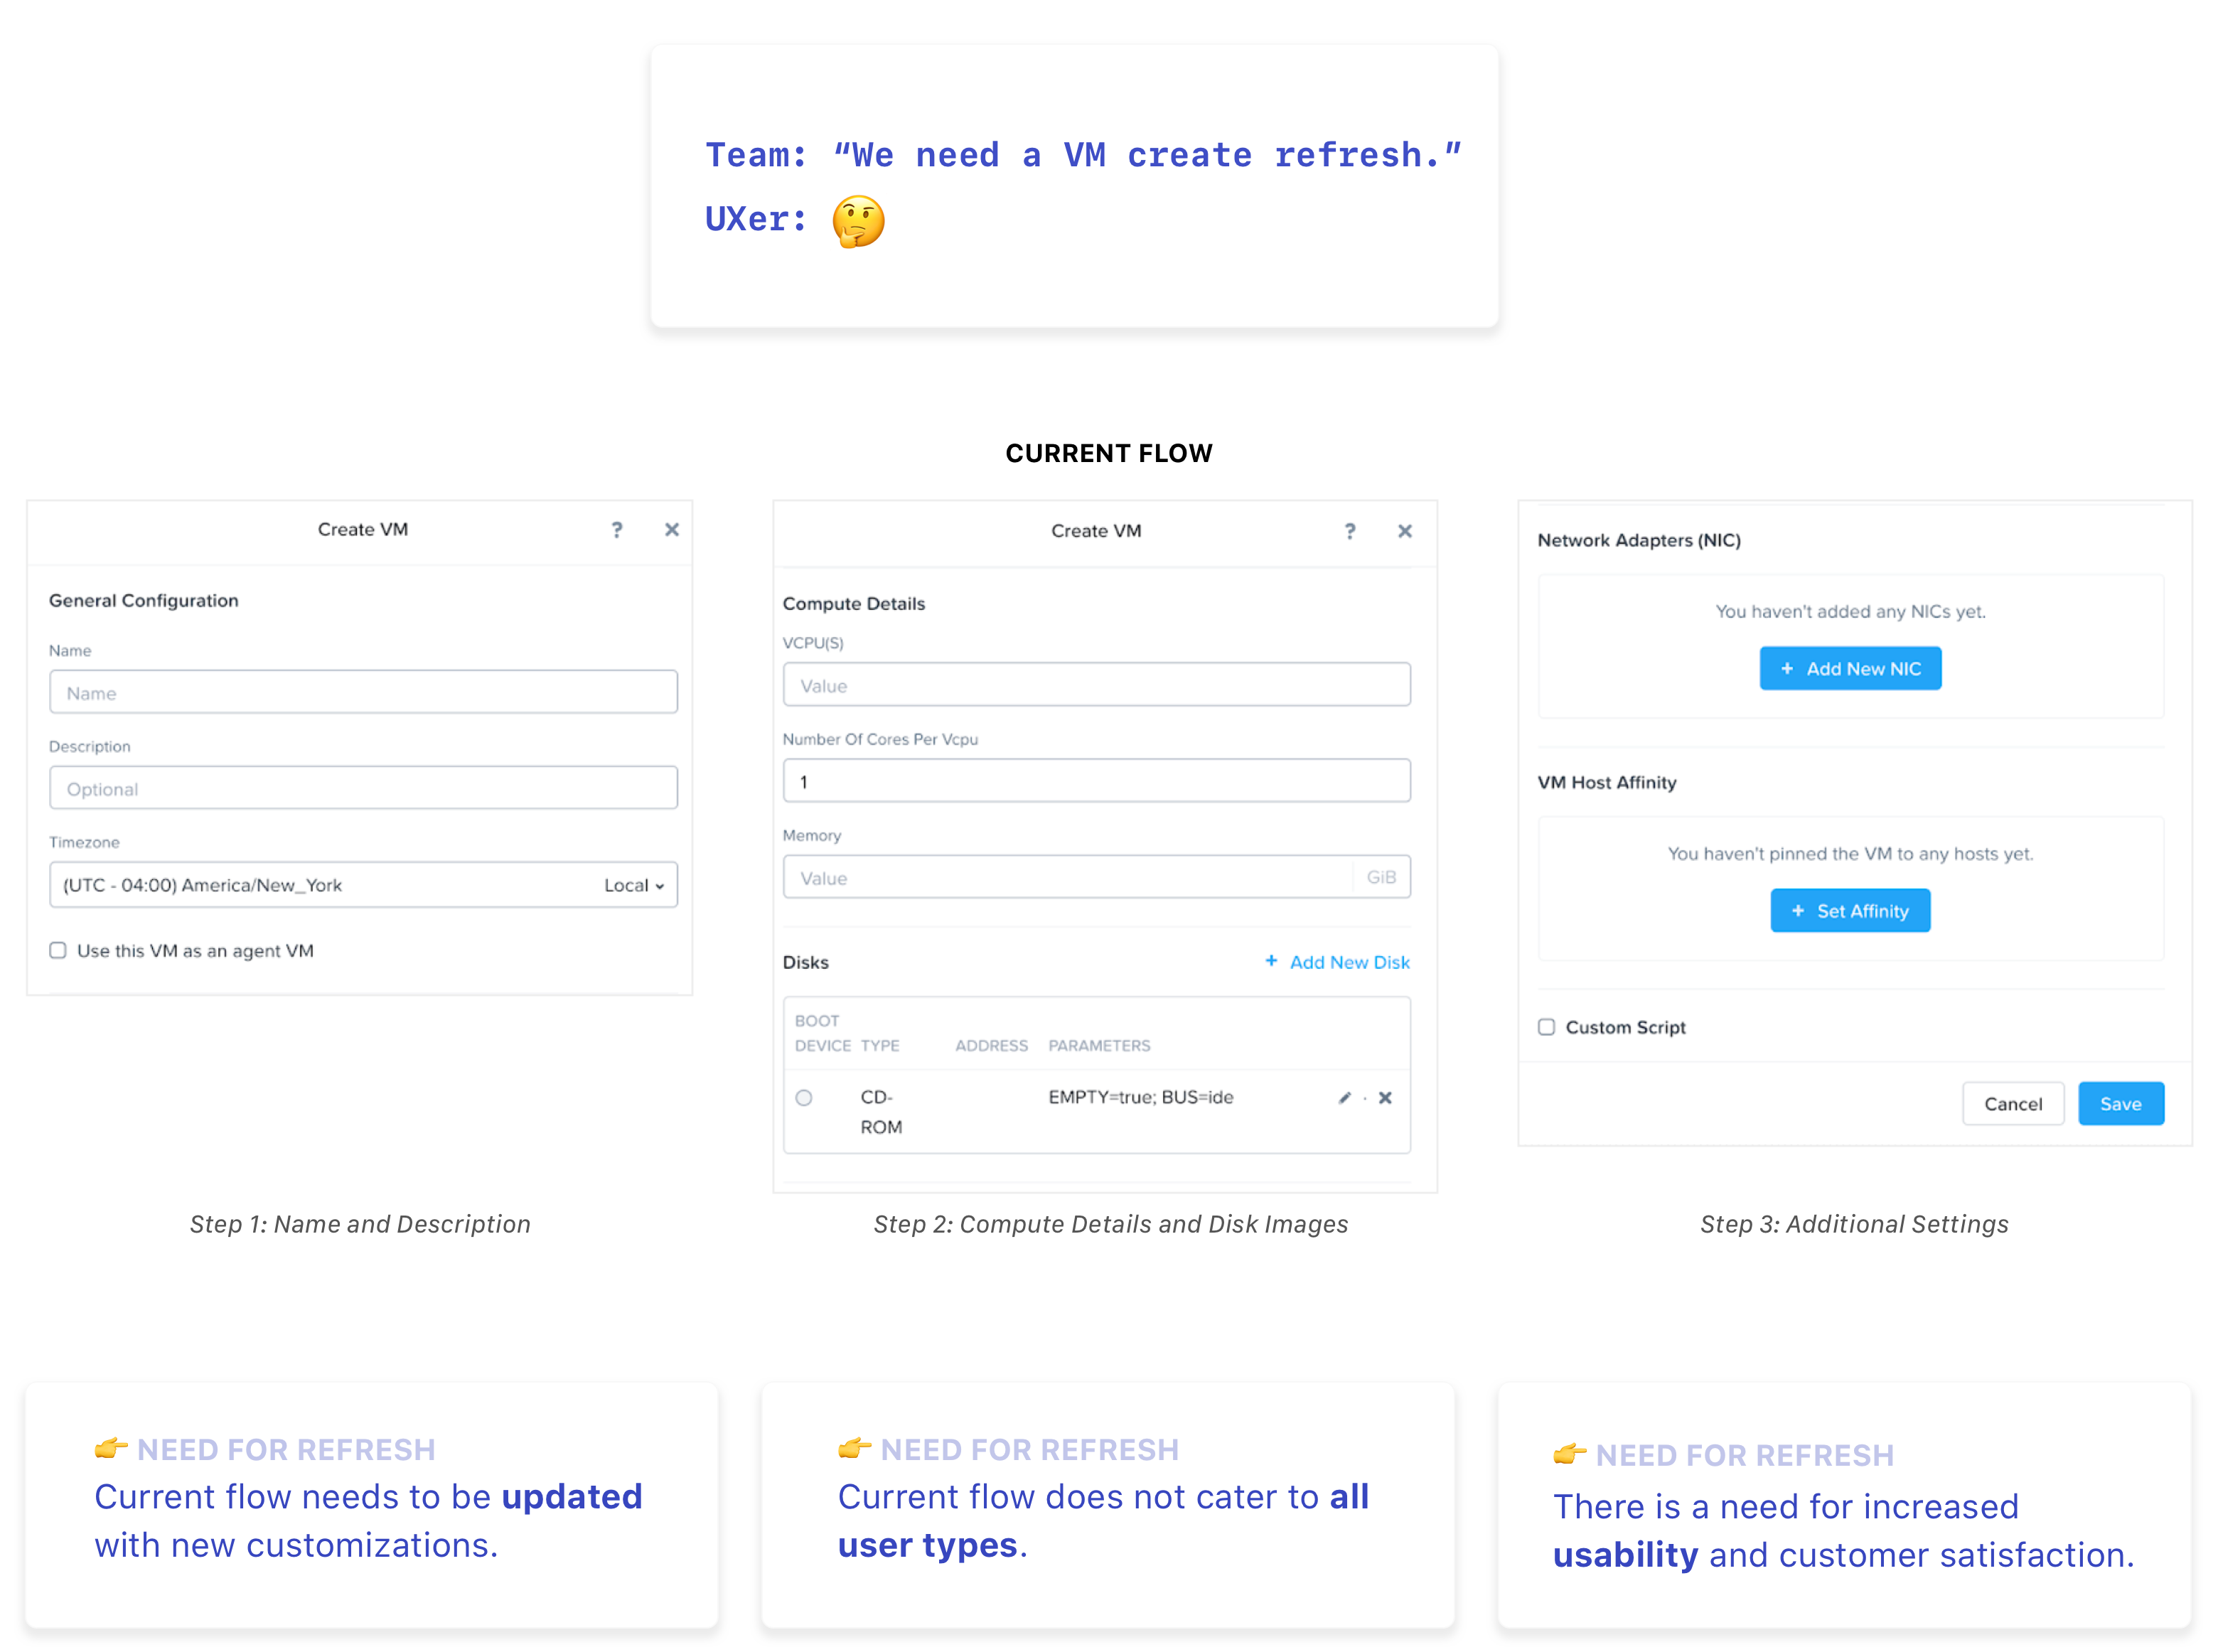 Team: “We need a VM create refresh.”
UXer: 🤔
CURRENT FLOW
Create VM ? ×
General Configuration
Name
Name
Description
Optional
Timezone
(UTC - 04:00) America/New_York Local
Use this VM as an agent VM
Step 1: Name and Description
Create VM ? ×
Compute Details
VCPU(S)
Value
Number Of Cores Per Vcpu
1
Memory
Value GiB
Disks + Add New Disk
BOOT
DEVICE TYPE ADDRESS PARAMETERS
CD- EMPTY=true; BUS=ide · ×
ROM
Step 2: Compute Details and Disk Images
Network Adapters (NIC)
You haven't added any NICs yet.
+ Add New NIC
VM Host Affinity
You haven't pinned the VM to any hosts yet.
+ Set Affinity
Custom Script
Cancel Save
Step 3: Additional Settings
👉 NEED FOR REFRESH
Current flow needs to be updated
with new customizations.
👉 NEED FOR REFRESH
Current flow does not cater to all
user types.
👉 NEED FOR REFRESH
There is a need for increased
usability and customer satisfaction.